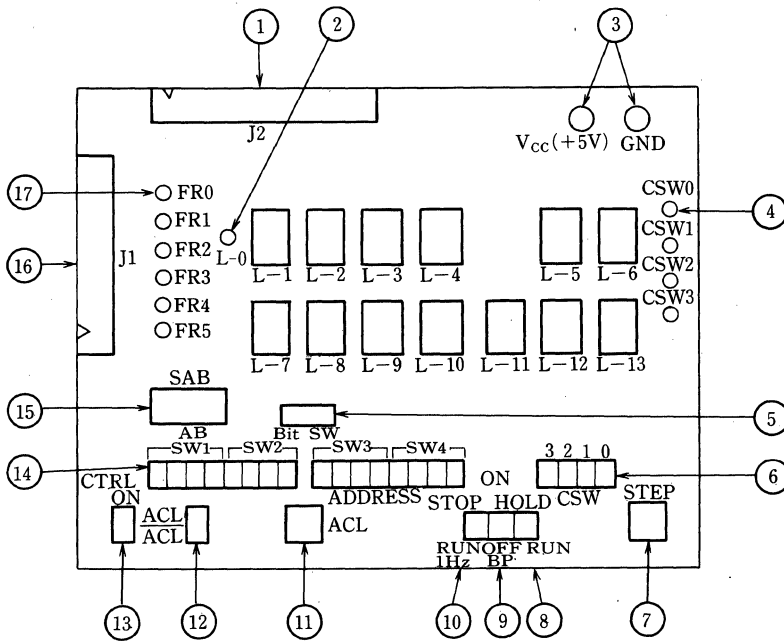 1 2 3
J2
VCC(+5V) GND
17 FR0 CSW0 4
FR1 CSW1
FR2 L-0
16 J1 FR3 L-1 L-2 L-3 L-4 L-5 L-6 CSW2
FR4 CSW3
FR5
L-7 L-8 L-9 L-10 L-11 L-12 L-13
SAB
15 5
AB Bit SW
SW1 SW2 SW3 SW4 3 2 1 0
14 6
CTRL ADDRESS ON CSW
ON STOP HOLD STEP
ACL ACL
ACL
RUN OFF RUN
1Hz BP
13 12 11 10 9 8 7